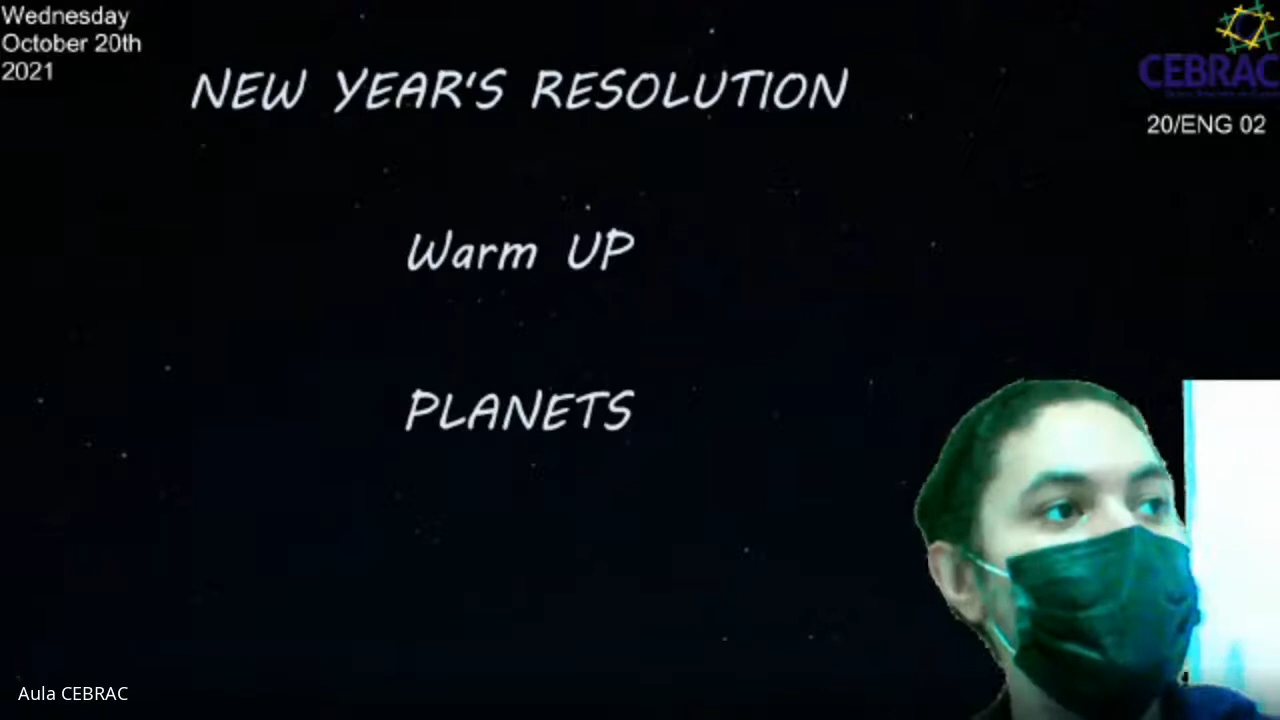 Wednesday
October 20th
2021
NEW YEAR'S RESOLUTION
CEBRAC
20/ENG 02
Warm UP
PLANETS
Aula CEBRAC